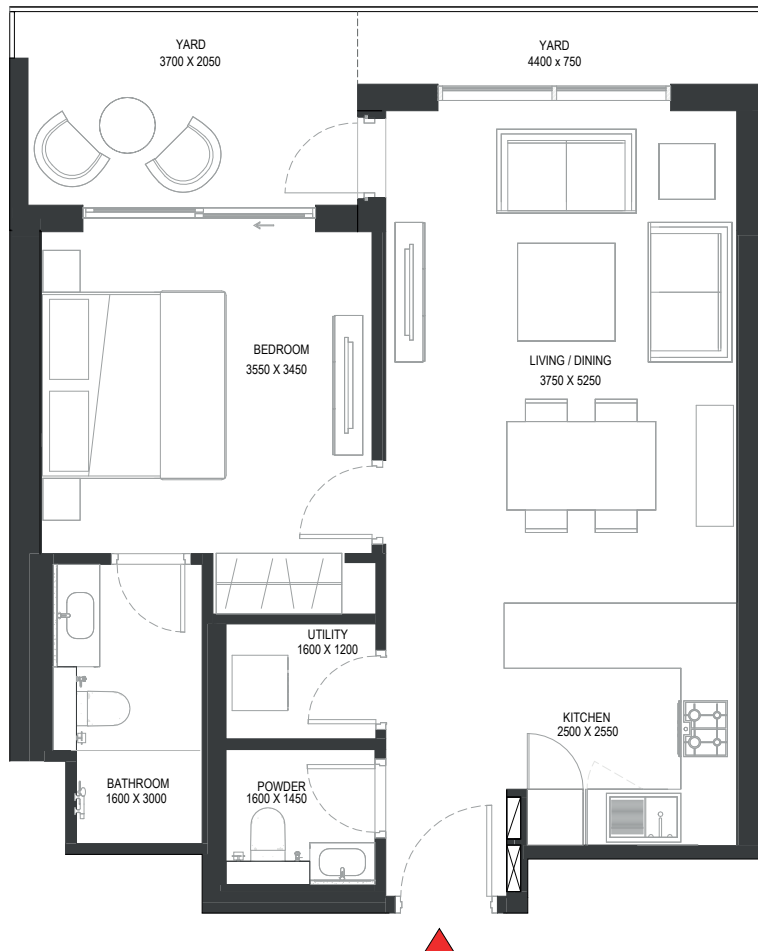 YARD
3700 X 2050
YARD
4400 x 750
BEDROOM
3550 X 3450
LIVING / DINING
3750 X 5250
UTILITY
1600 X 1200
KITCHEN
2500 X 2550
BATHROOM
1600 X 3000
POWDER
1600 X 1450